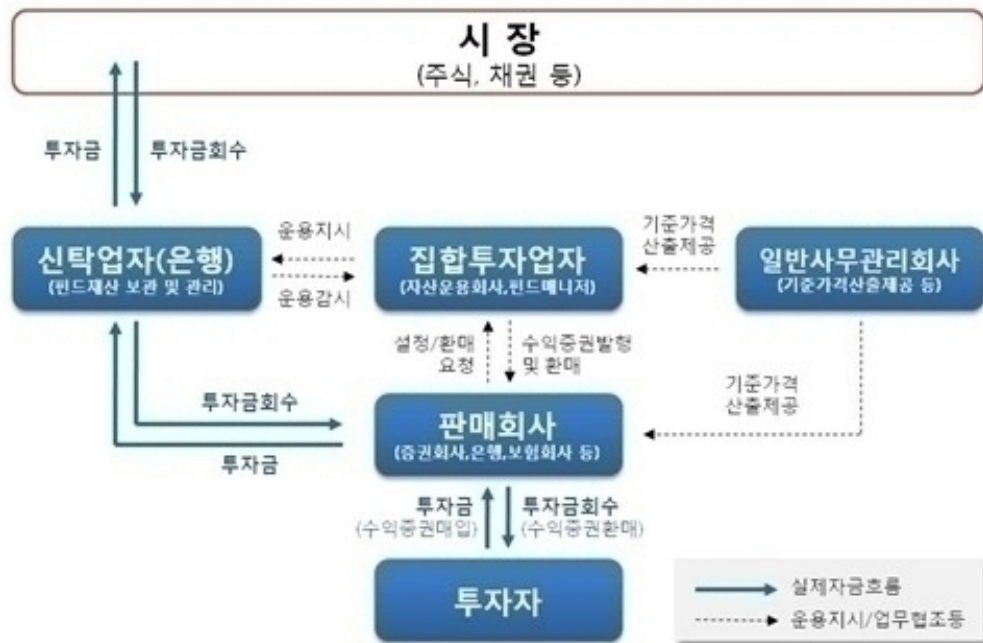 시 장
(주식, 채권 등)
투자금
투자금회수
신탁업자(은행)
(펀드재산 보관 및 관리)
운용지시
운용감시
집합투자업자
(자산운용회사,펀드매니저)
기준가격
산출제공
일반사무관리회사
(기준가격산출제공 등)
설정/환매
요청
수익증권발행
및 환매
기준가격
산출제공
투자금회수
투자금
판매회사
(증권회사,은행,보험회사 등)
투자금
(수익증권매입)
투자금회수
(수익증권환매)
투자자
실제자금흐름
운용지시/업무협조등